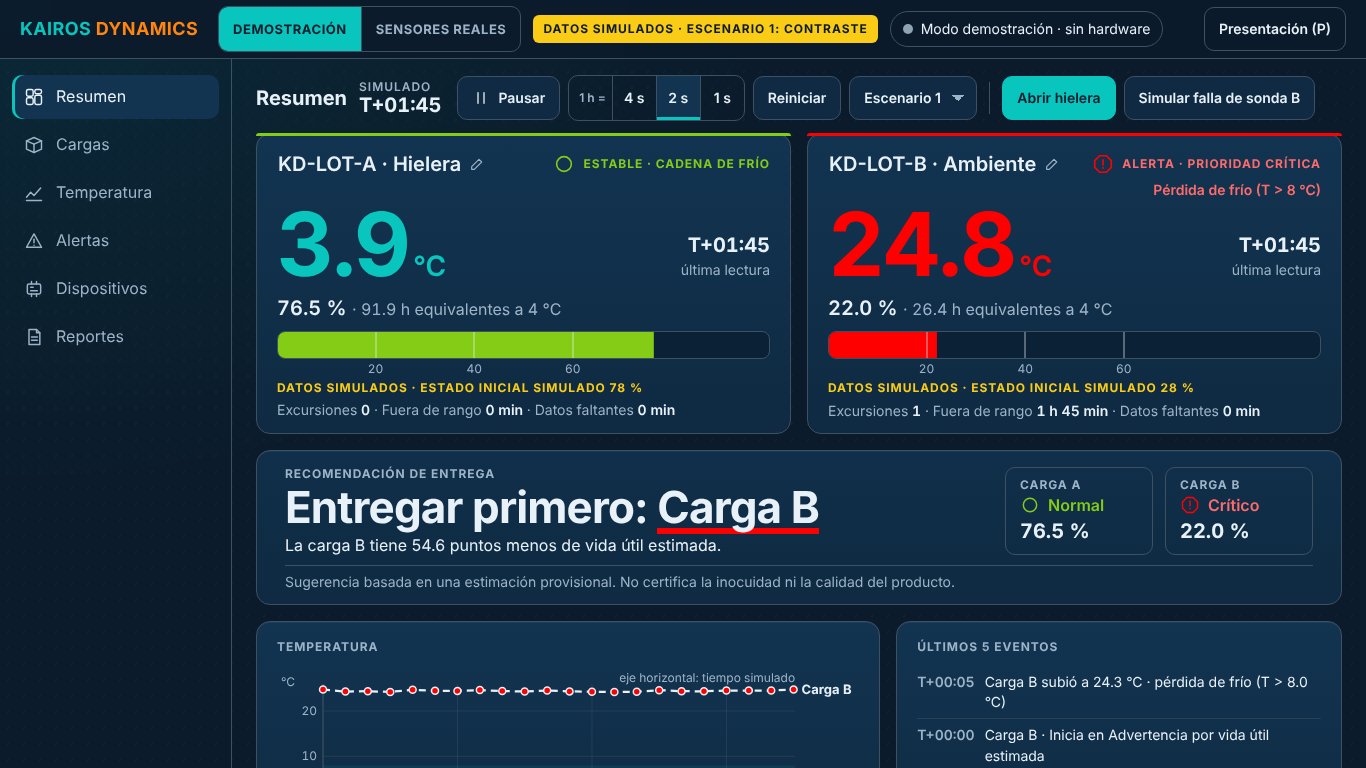 KAIROS DYNAMICS
DEMOSTRACIÓN
SENSORES REALES
DATOS SIMULADOS · ESCENARIO 1: CONTRASTE
Modo demostración · sin hardware
Presentación (P)
Resumen
Cargas
Temperatura
Alertas
Dispositivos
Reportes
Resumen
SIMULADO
T+01:45
Pausar
1 h =
4 s
2 s
1 s
Reiniciar
Escenario 1
Abrir hielera
Simular falla de sonda B
KD-LOT-A · Hielera
ESTABLE · CADENA DE FRÍO
3.9 °C
T+01:45
última lectura
76.5 % · 91.9 h equivalentes a 4 °C
20 40 60
DATOS SIMULADOS · ESTADO INICIAL SIMULADO 78 %
Excursiones 0 · Fuera de rango 0 min · Datos faltantes 0 min
KD-LOT-B · Ambiente
ALERTA · PRIORIDAD CRÍTICA
Pérdida de frío (T > 8 °C)
24.8 °C
T+01:45
última lectura
22.0 % · 26.4 h equivalentes a 4 °C
20 40 60
DATOS SIMULADOS · ESTADO INICIAL SIMULADO 28 %
Excursiones 1 · Fuera de rango 1 h 45 min · Datos faltantes 0 min
RECOMENDACIÓN DE ENTREGA
Entregar primero: Carga B
La carga B tiene 54.6 puntos menos de vida útil estimada.
CARGA A
Normal
76.5 %
CARGA B
Crítico
22.0 %
Sugerencia basada en una estimación provisional. No certifica la inocuidad ni la calidad del producto.
TEMPERATURA
°C
eje horizontal: tiempo simulado
Carga B
20
10
ÚLTIMOS 5 EVENTOS
T+00:05 Carga B subió a 24.3 °C · pérdida de frío (T > 8.0
°C)
T+00:00 Carga B · Inicia en Advertencia por vida útil
estimada